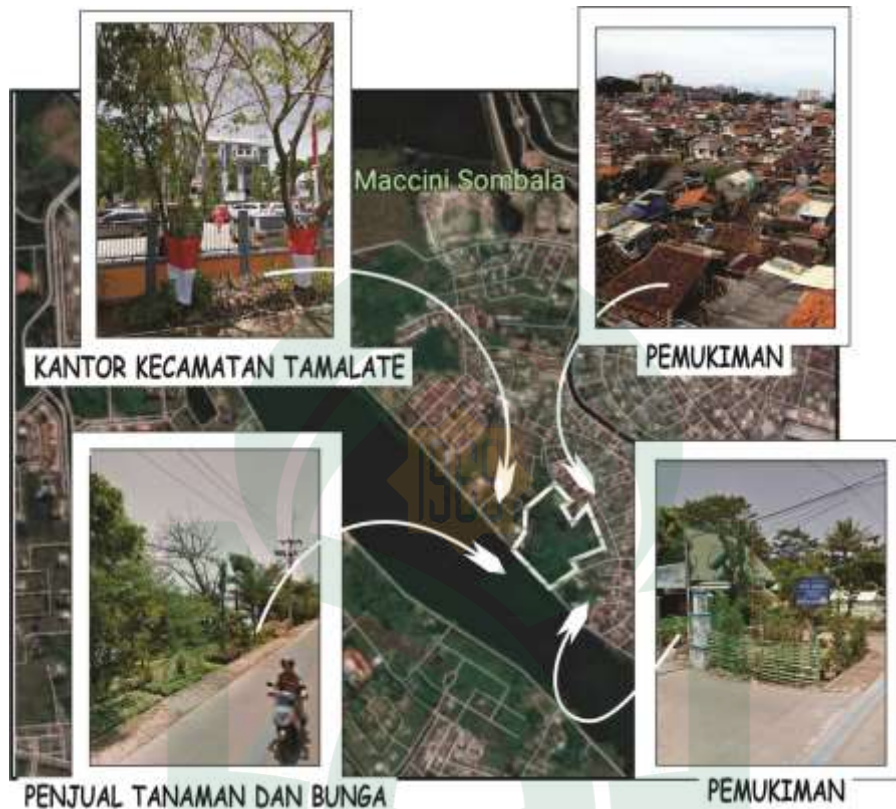 Maccini Sombala
KANTOR KECAMATAN TAMALATE
PEMUKIMAN
PENJUAL TANAMAN DAN BUNGA
PEMUKIMAN